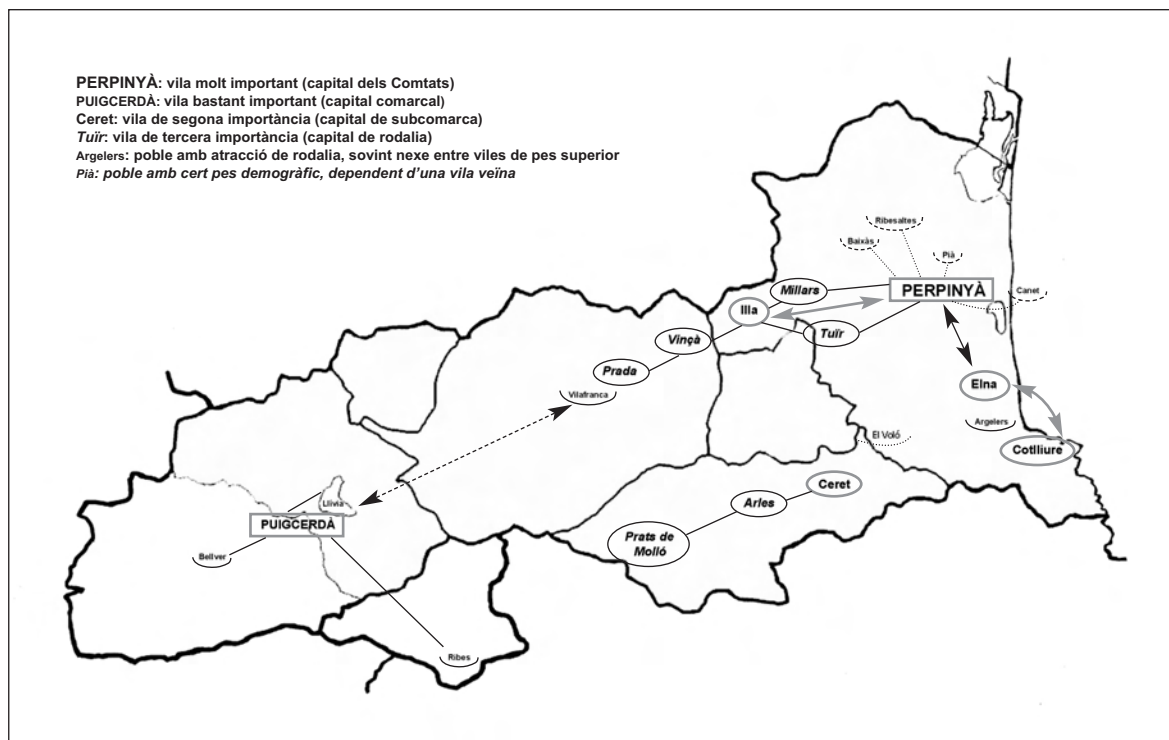 PERPINYÀ: vila molt important (capital dels Comtats)
PUIGCERDÀ: vila bastant important (capital comarcal)
Ceret: vila de segona importància (capital de subcomarca)
Tuïr: vila de tercera importància (capital de rodalia)
Argelers: poble amb atracció de rodalia, sovint nexe entre viles de pes superior
Pià: poble amb cert pes demogràfic, dependent d'una vila veïna
Ribesaltes
Baixàs
Pià
Millars
PERPINYÀ
Canet
Illa
Tuïr
Vinçà
Prada
Vilafranca
Elna
Argelers
El Voló
Cotlliure
Ceret
Arles
Prats de
Molló
Llívia
PUIGCERDÀ
Bellver
Ribes